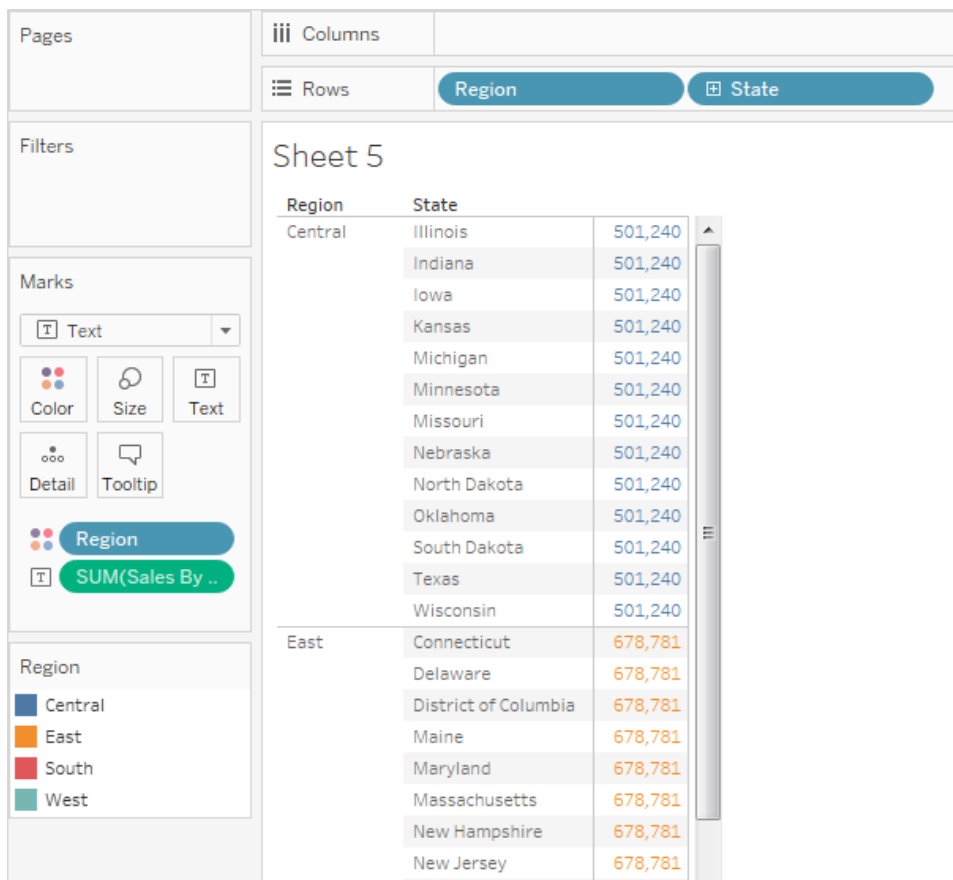 Pages
Columns
Rows
Region
State
Filters
Sheet 5
Region State
Central Illinois 501,240
Indiana 501,240
Iowa 501,240
Kansas 501,240
Michigan 501,240
Minnesota 501,240
Missouri 501,240
Nebraska 501,240
North Dakota 501,240
Oklahoma 501,240
South Dakota 501,240
Texas 501,240
Wisconsin 501,240
East Connecticut 678,781
Delaware 678,781
District of Columbia 678,781
Maine 678,781
Maryland 678,781
Massachusetts 678,781
New Hampshire 678,781
New Jersey 678,781
Marks
T Text
Color Size T Text
Detail Tooltip
Region
T SUM(Sales By ..
Region
Central
East
South
West